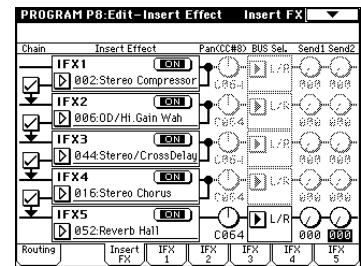 PROGRAM P8:Edit-Insert Effect Insert FX
Chain Insert Effect Pan(CC#8) BUS Sel. Send1 Send2
IFX1 ON
002:Stereo Compressor C064 L/R 000 000
IFX2 ON
006:OD/Hi.Gain Wah C064 L/R 000 000
IFX3 ON
044:Stereo/CrossDelay C064 L/R 000 000
IFX4 ON
016:Stereo Chorus C064 L/R 000 000
IFX5 ON
052:Reverb Hall C064 L/R 000 000
Routing Insert FX IFX 1 IFX 2 IFX 3 IFX 4 IFX 5